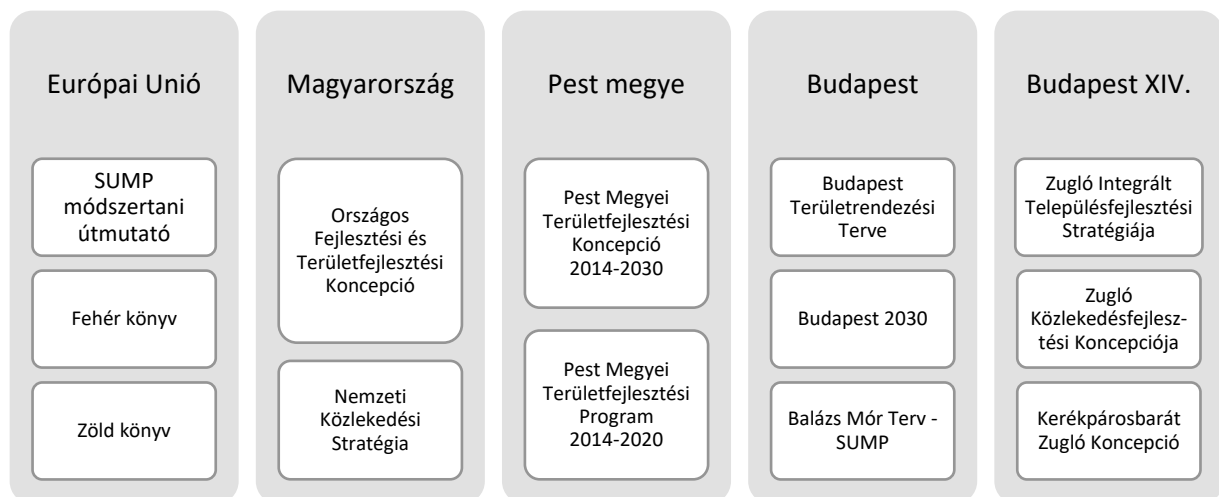 Európai Unió
SUMP
módszertani
útmutató
Fehér könyv
Zöld könyv
Magyarország
Országos
Fejlesztési és
Területfejlesztési
Koncepció
Nemzeti
Közlekedési
Stratégia
Pest megye
Pest Megyei
Területfejlesztési
Koncepció
2014-2030
Pest Megyei
Területfejlesztési
Program
2014-2020
Budapest
Budapest
Területrendezési
Terve
Budapest 2030
Balázs Mór Terv -
SUMP
Budapest XIV.
Zugló Integrált
Településfejlesztési
Stratégiája
Zugló
Közlekedésfejlesz-
tési Koncepciója
Kerékpárosbarát
Zugló Koncepció